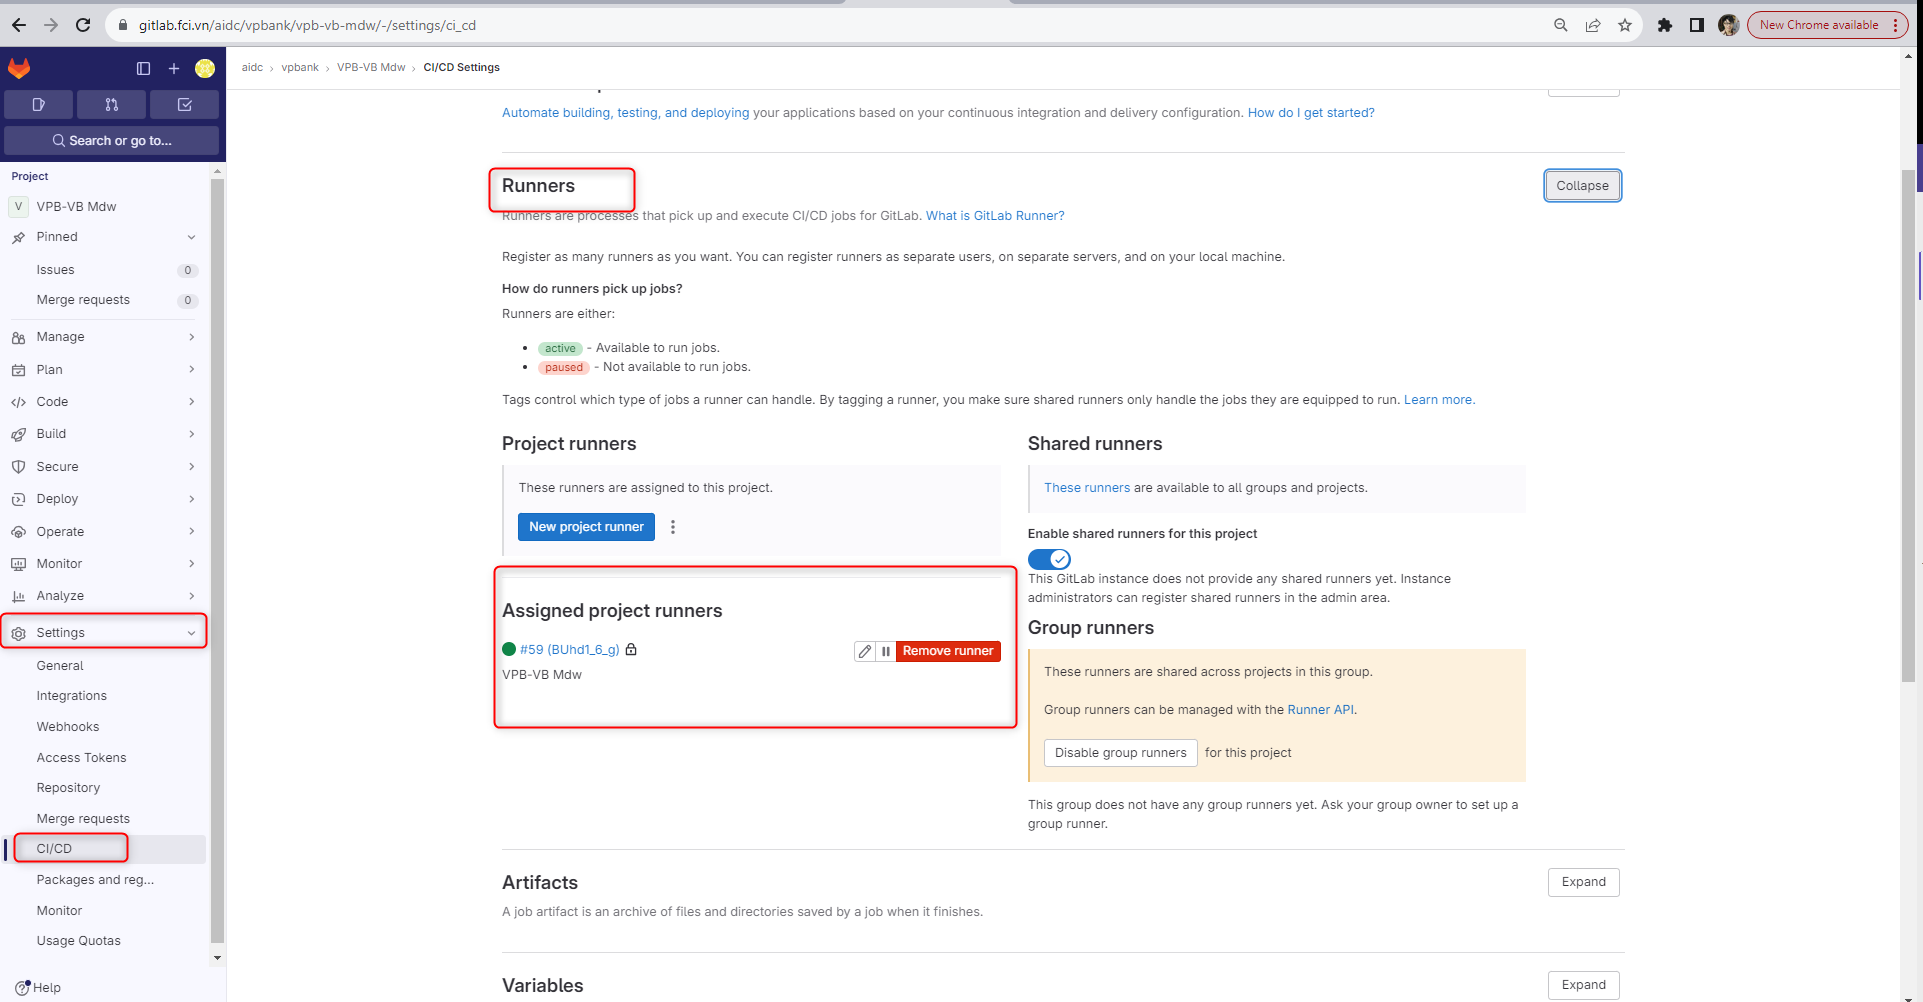 gitlab.fci.vn/aidc/vpbank/vpb-vb-mdw/-/settings/ci_cd
New Chrome available
Search or go to...
Project
V VPB-VB Mdw
Pinned
Issues 0
Merge requests 0
Manage
Plan
Code
Build
Secure
Deploy
Operate
Monitor
Analyze
Settings
General
Integrations
Webhooks
Access Tokens
Repository
Merge requests
CI/CD
Packages and reg...
Monitor
Usage Quotas
Help
aidc › vpbank › VPB-VB Mdw › CI/CD Settings
Automate building, testing, and deploying your applications based on your continuous integration and delivery configuration. How do I get started?
Runners
Collapse
Runners are processes that pick up and execute CI/CD jobs for GitLab. What is GitLab Runner?
Register as many runners as you want. You can register runners as separate users, on separate servers, and on your local machine.
How do runners pick up jobs?
Runners are either:
• active - Available to run jobs.
• paused - Not available to run jobs.
Tags control which type of jobs a runner can handle. By tagging a runner, you make sure shared runners only handle the jobs they are equipped to run. Learn more.
Project runners
These runners are assigned to this project.
New project runner
Assigned project runners
#59 (BUhd1_6_g)
Remove runner
VPB-VB Mdw
Shared runners
These runners are available to all groups and projects.
Enable shared runners for this project
This GitLab instance does not provide any shared runners yet. Instance
administrators can register shared runners in the admin area.
Group runners
These runners are shared across projects in this group.
Group runners can be managed with the Runner API.
Disable group runners for this project
This group does not have any group runners yet. Ask your group owner to set up a
group runner.
Artifacts
Expand
A job artifact is an archive of files and directories saved by a job when it finishes.
Variables
Expand